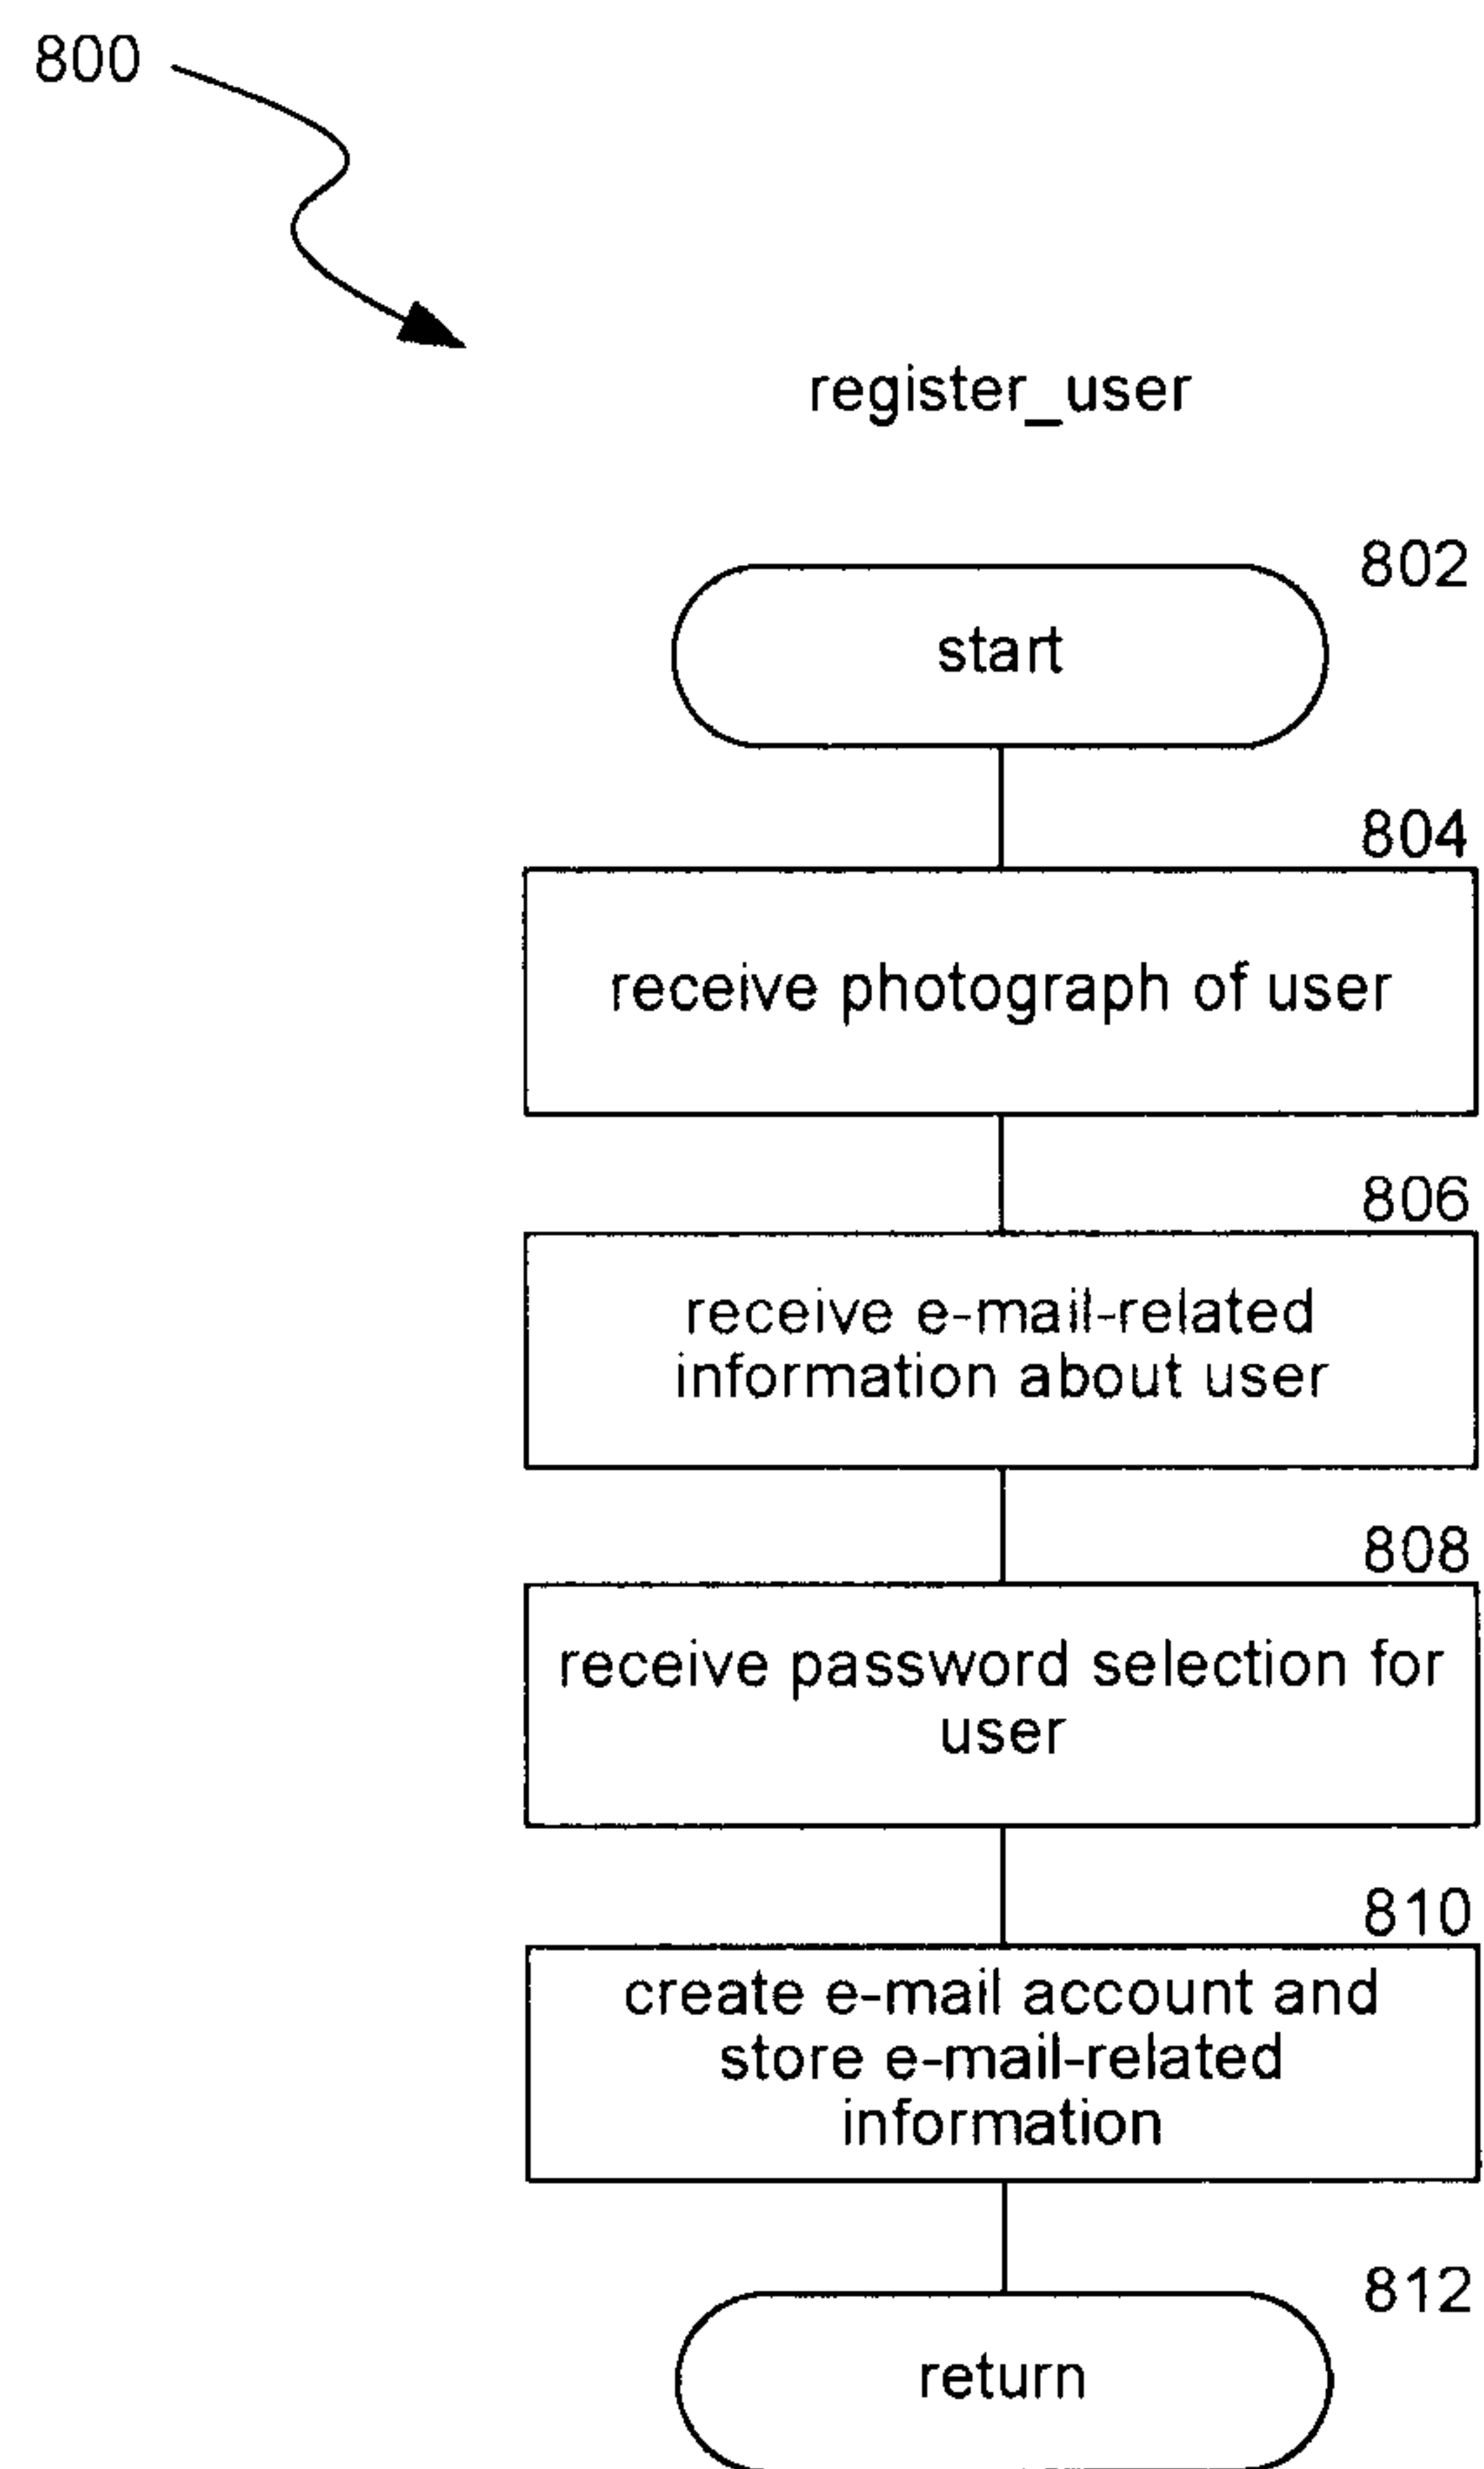 800
register_user
802
start
804
receive photograph of user
806
receive e-mail-related
information about user
808
receive password selection for
user
810
create e-mail account and
store e-mail-related
information
812
return